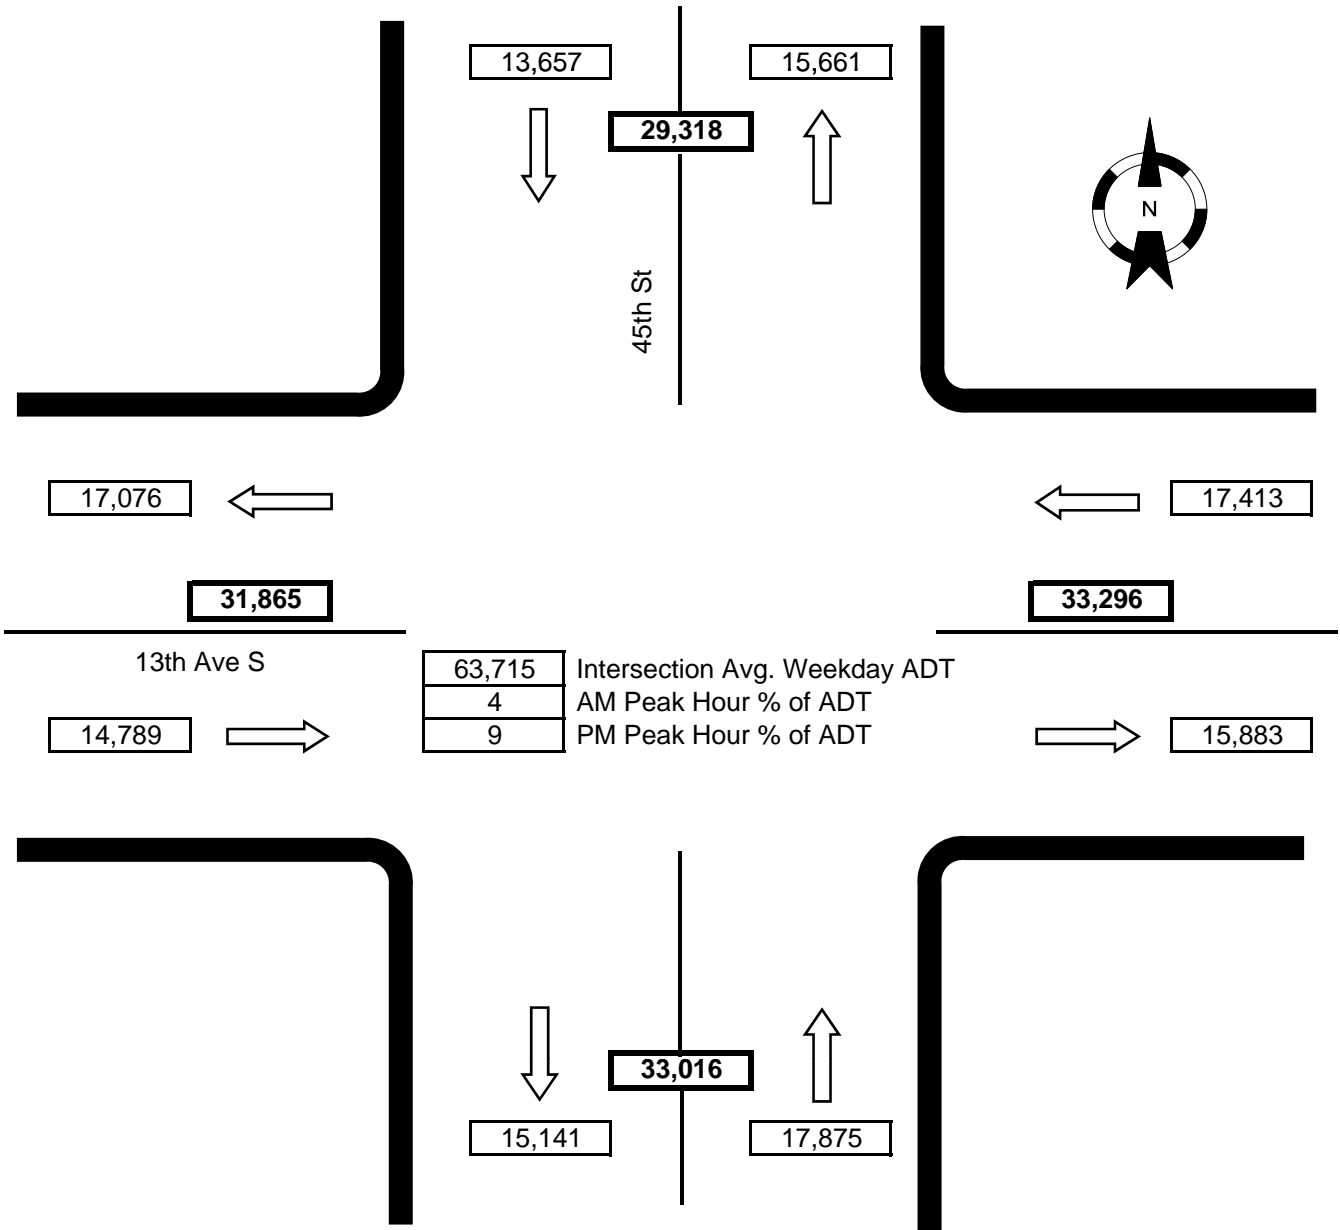 13,657
15,661
29,318
N
45th St
17,076
17,413
31,865
33,296
13th Ave S
63,715 Intersection Avg. Weekday ADT
4 AM Peak Hour % of ADT
9 PM Peak Hour % of ADT
14,789
15,883
33,016
15,141
17,875